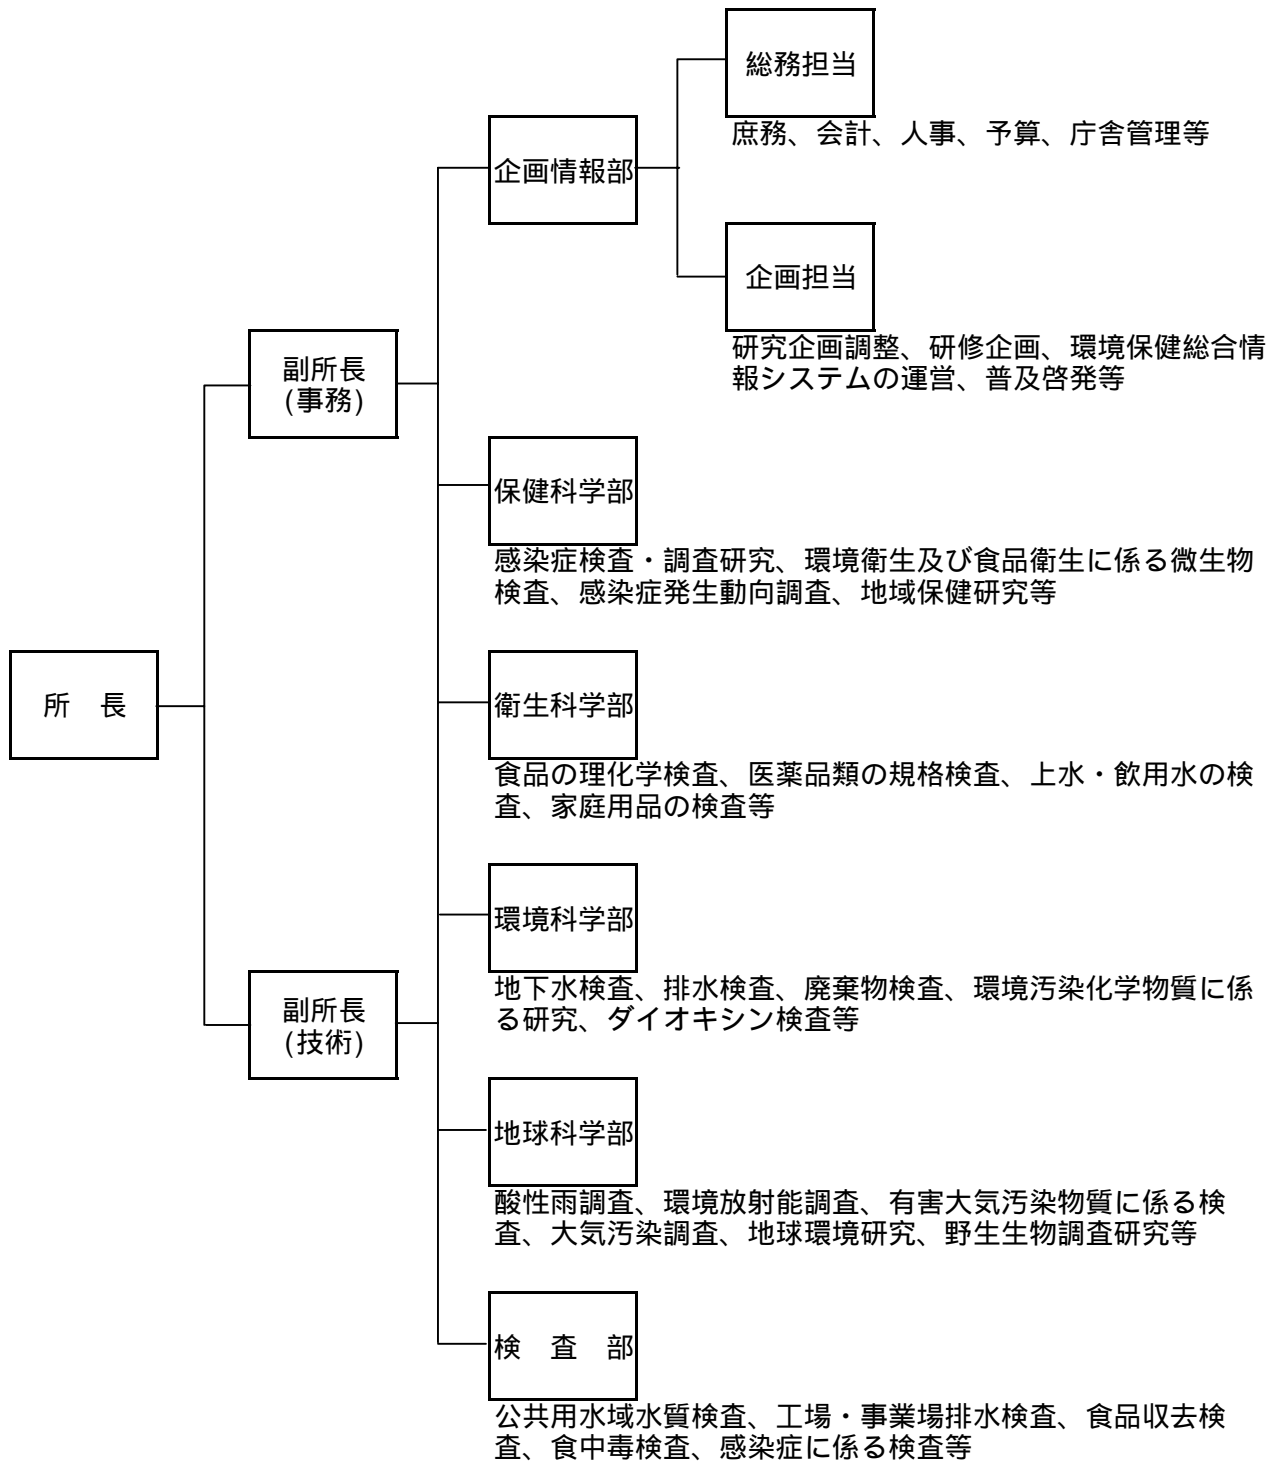 総務担当
庶務、会計、人事、予算、庁舎管理等
企画情報部
企画担当
研究企画調整、研修企画、環境保健総合情
報システムの運営、普及啓発等
副所長
(事務)
保健科学部
感染症検査・調査研究、環境衛生及び食品衛生に係る微生物
検査、感染症発生動向調査、地域保健研究等
所　長
衛生科学部
食品の理化学検査、医薬品類の規格検査、上水・飲用水の検
査、家庭用品の検査等
環境科学部
地下水検査、排水検査、廃棄物検査、環境汚染化学物質に係
る研究、ダイオキシン検査等
副所長
(技術)
地球科学部
酸性雨調査、環境放射能調査、有害大気汚染物質に係る検
査、大気汚染調査、地球環境研究、野生生物調査研究等
検　査　部
公共用水域水質検査、工場・事業場排水検査、食品収去検
査、食中毒検査、感染症に係る検査等